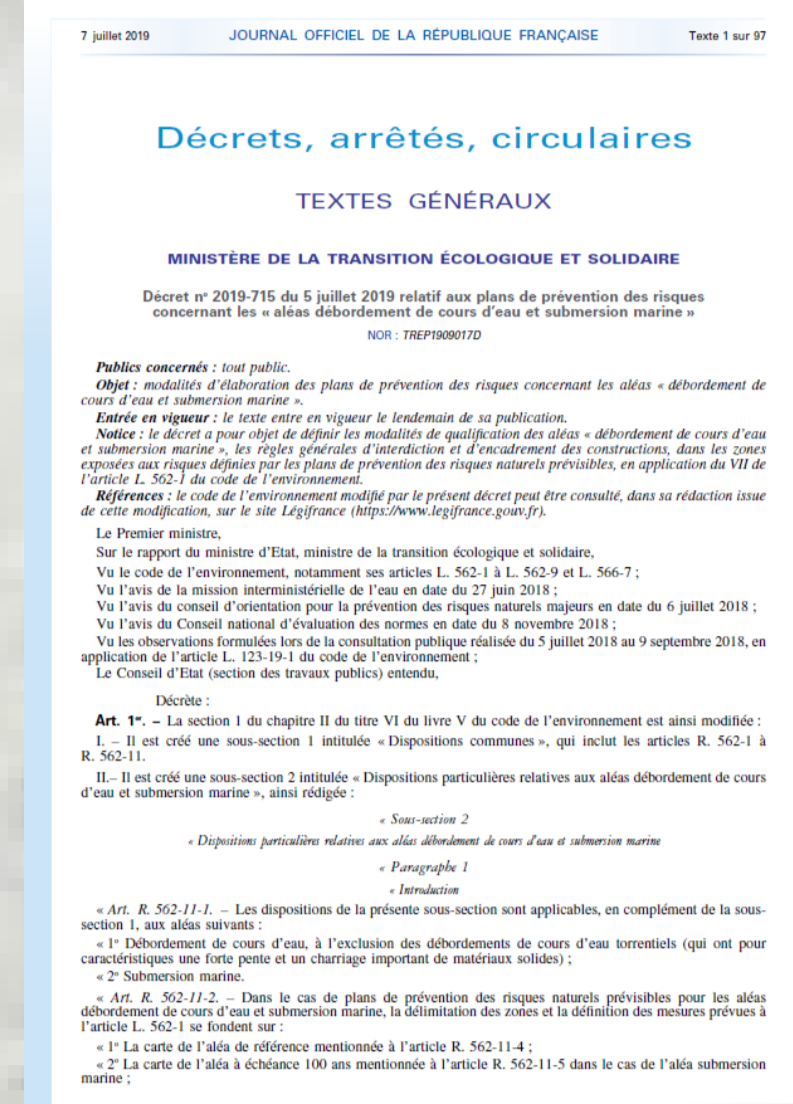 7 juillet 2019 JOURNAL OFFICIEL DE LA RÉPUBLIQUE FRANÇAISE Texte 1 sur 97
Décrets, arrêtés, circulaires
TEXTES GÉNÉRAUX
MINISTÈRE DE LA TRANSITION ÉCOLOGIQUE ET SOLIDAIRE
Décret nº 2019-715 du 5 juillet 2019 relatif aux plans de prévention des risques
concernant les « aléas débordement de cours d’eau et submersion marine »
NOR : TREP1909017D
Publics concernés : tout public.
Objet : modalités d’élaboration des plans de prévention des risques concernant les aléas « débordement de
cours d’eau et submersion marine ».
Entrée en vigueur : le texte entre en vigueur le lendemain de sa publication.
Notice : le décret a pour objet de définir les modalités de qualification des aléas « débordement de cours d’eau
et submersion marine », les règles générales d’interdiction et d’encadrement des constructions, dans les zones
exposées aux risques définies par les plans de prévention des risques naturels prévisibles, en application du VII de
l’article L. 562-1 du code de l’environnement.
Références : le code de l’environnement modifié par le présent décret peut être consulté, dans sa rédaction issue
de cette modification, sur le site Légifrance (https://www.legifrance.gouv.fr).
Le Premier ministre,
Sur le rapport du ministre d’Etat, ministre de la transition écologique et solidaire,
Vu le code de l’environnement, notamment ses articles L. 562-1 à L. 562-9 et L. 566-7 ;
Vu l’avis de la mission interministérielle de l’eau en date du 27 juin 2018 ;
Vu l’avis du conseil d’orientation pour la prévention des risques naturels majeurs en date du 6 juillet 2018 ;
Vu l’avis du Conseil national d’évaluation des normes en date du 8 novembre 2018 ;
Vu les observations formulées lors de la consultation publique réalisée du 5 juillet 2018 au 9 septembre 2018, en
application de l’article L. 123-19-1 du code de l’environnement ;
Le Conseil d’Etat (section des travaux publics) entendu,
Décrète :
Art. 1er. – La section 1 du chapitre II du titre VI du livre V du code de l’environnement est ainsi modifiée :
I. – Il est créé une sous-section 1 intitulée « Dispositions communes », qui inclut les articles R. 562-1 à
R. 562-11.
II.– Il est créé une sous-section 2 intitulée « Dispositions particulières relatives aux aléas débordement de cours
d’eau et submersion marine », ainsi rédigée :
« Sous-section 2
« Dispositions particulières relatives aux aléas débordement de cours d’eau et submersion marine
« Paragraphe 1
« Introduction
« Art. R. 562-11-1. – Les dispositions de la présente sous-section sont applicables, en complément de la sous-
section 1, aux aléas suivants :
« 1º Débordement de cours d’eau, à l’exclusion des débordements de cours d’eau torrentiels (qui ont pour
caractéristiques une forte pente et un charriage important de matériaux solides) ;
« 2º Submersion marine.
« Art. R. 562-11-2. – Dans le cas de plans de prévention des risques naturels prévisibles pour les aléas
débordement de cours d’eau et submersion marine, la délimitation des zones et la définition des mesures prévues à
l’article L. 562-1 se fondent sur :
« 1º La carte de l’aléa de référence mentionnée à l’article R. 562-11-4 ;
« 2º La carte de l’aléa à échéance 100 ans mentionnée à l’article R. 562-11-5 dans le cas de l’aléa submersion
marine ;